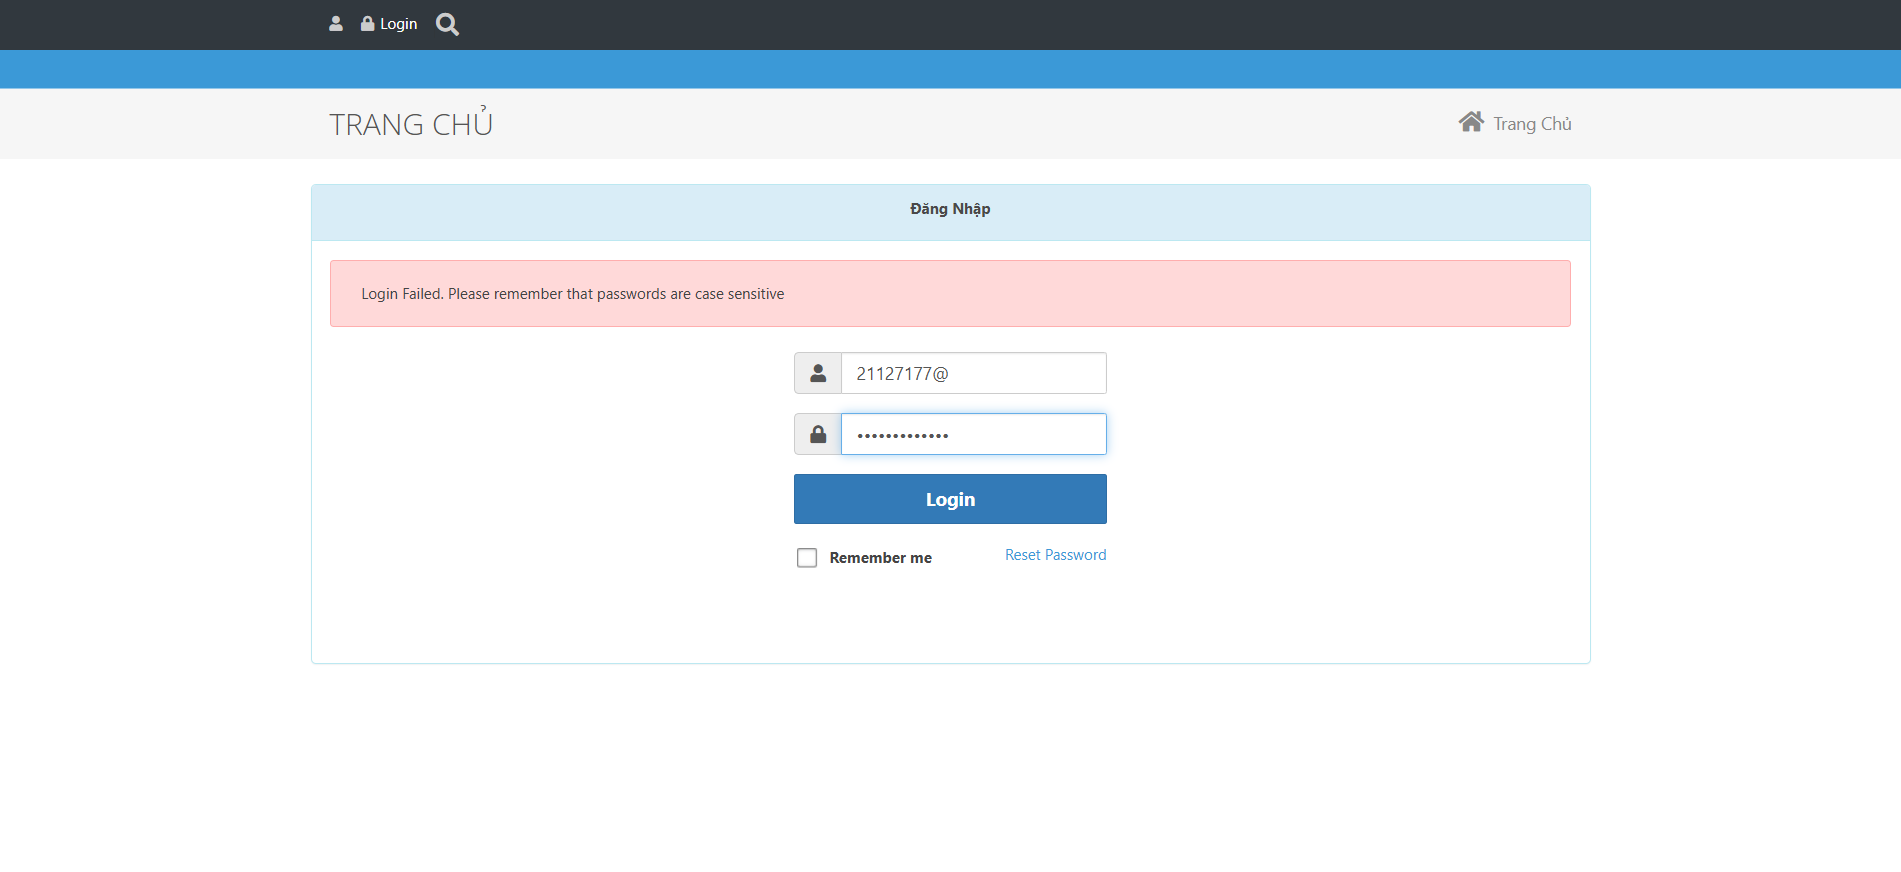 Login
TRANG CHỦ
Trang Chủ
Đăng Nhập
Login Failed. Please remember that passwords are case sensitive
21127177@
•••••••••••••
Login
Remember me
Reset Password